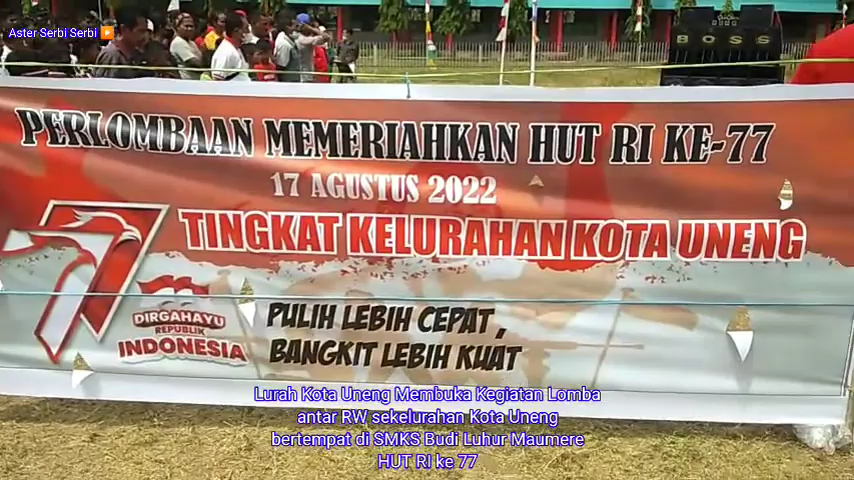 Aster Serbi Serbi
BOSS
PERLOMBAAN MEMERIAHKAN HUT RI KE-77
17 AGUSTUS 2022
TINGKAT KELURAHAN KOTA UNENG
77
DIRGAHAYU
REPUBLIK
INDONESIA
PULIH LEBIH CEPAT,
BANGKIT LEBIH KUAT
Lurah Kota Uneng Membuka Kegiatan Lomba
antar RW sekelurahan Kota Uneng
bertempat di SMKS Budi Luhur Maumere
HUT RI ke 77